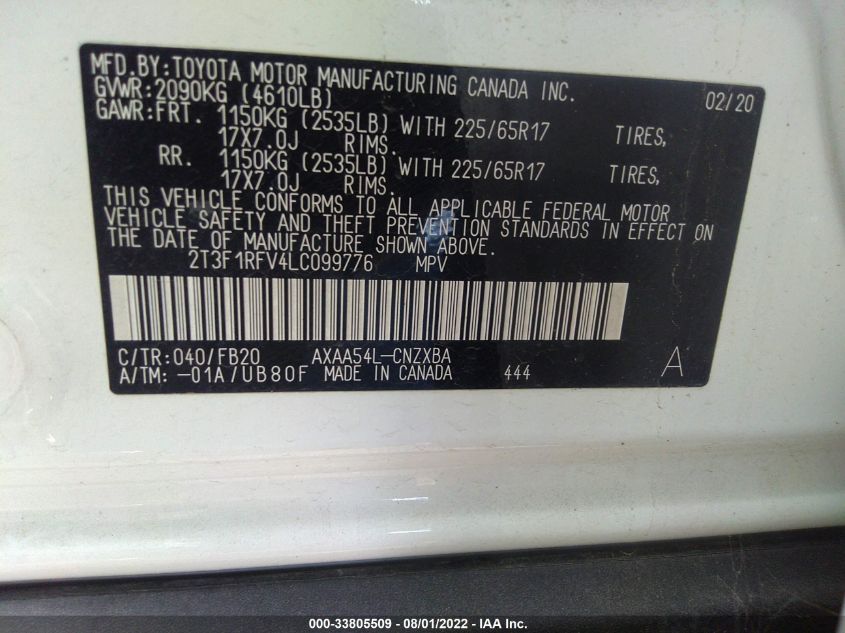 MFD.BY:TOYOTA MOTOR MANUFACTURING CANADA INC. 02/20
GVWR:2090KG (4610LB)
GAWR:FRT. 1150KG (2535LB) WITH 225/65R17 TIRES,
17X7.0J RIMS.
RR. 1150KG (2535LB) WITH 225/65R17 TIRES,
17X7.0J RIMS.
THIS VEHICLE CONFORMS TO ALL APPLICABLE FEDERAL MOTOR
VEHICLE SAFETY AND THEFT PREVENTION STANDARDS IN EFFECT ON
THE DATE OF MANUFACTURE SHOWN ABOVE.
2T3F1RFV4LC099776 MPV
C/TR:040/FB20 AXAA54L-CNZXBA
A/TM:-01A/UB80F MADE IN CANADA 444 A
000-33805509 - 08/01/2022 - IAA Inc.